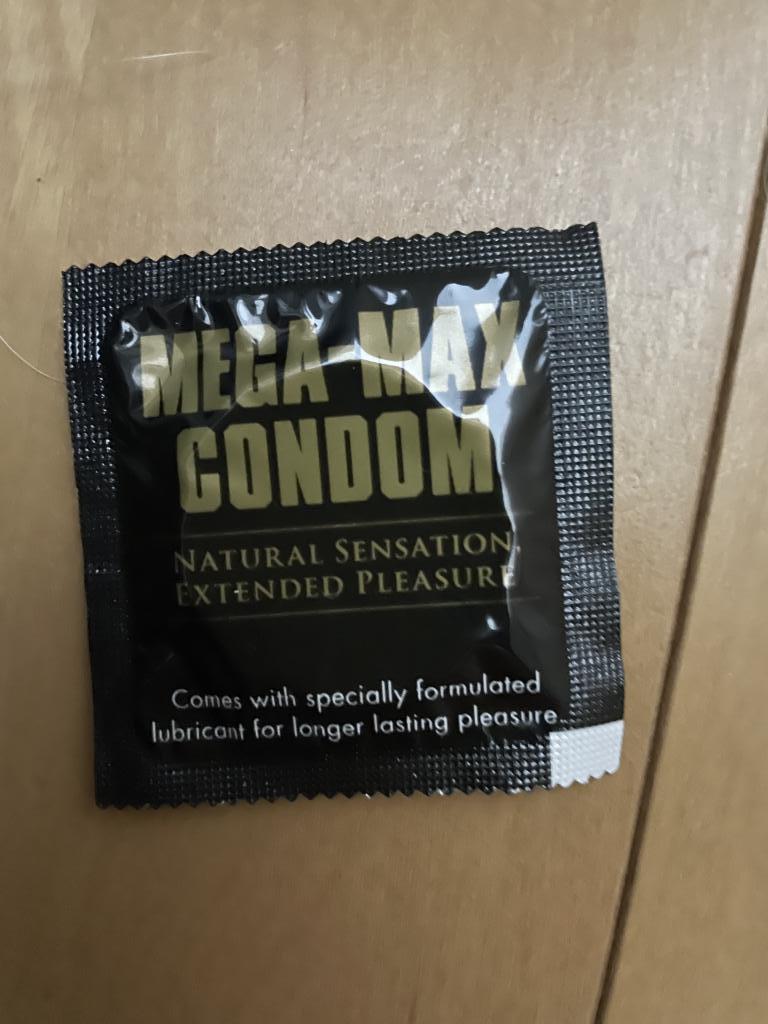 MEGA-MAX
CONDOM
NATURAL SENSATION
EXTENDED PLEASURE
Comes with specially formulated
lubricant for longer lasting pleasure.